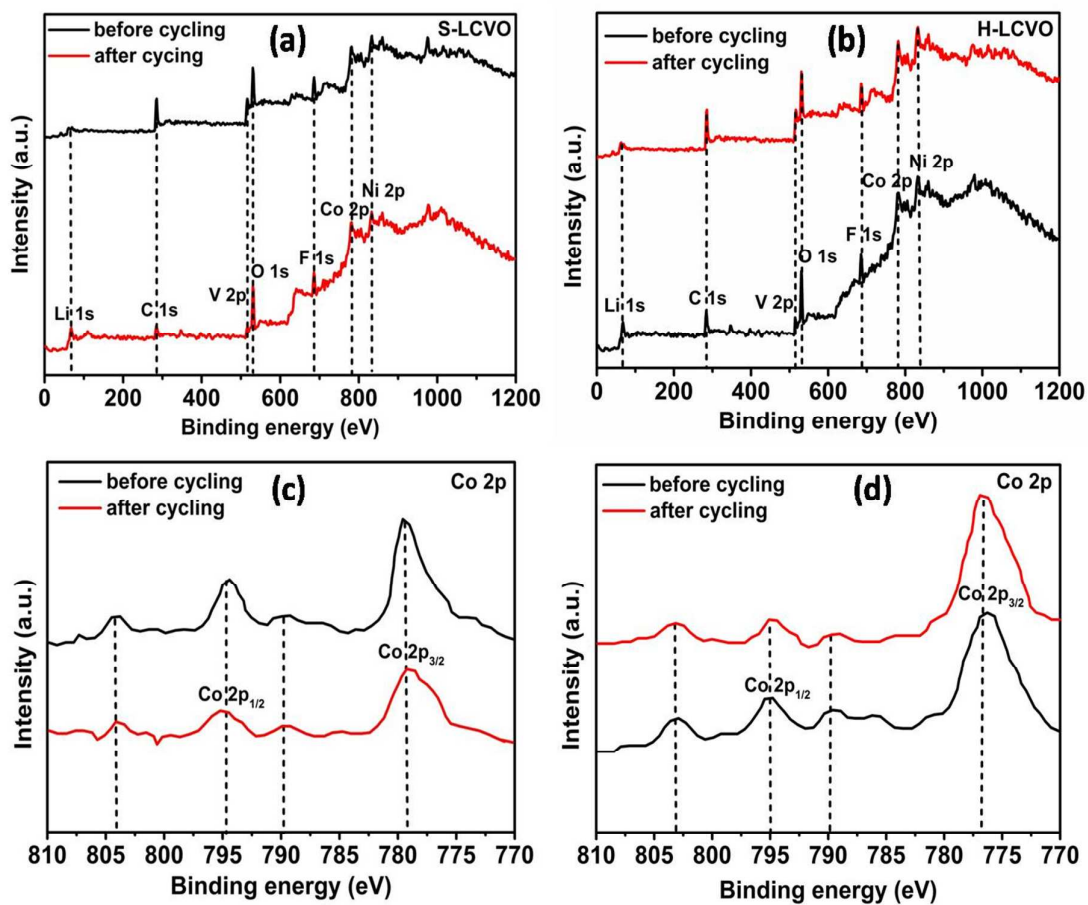 before cycling
after cycing
(a)
S-LCVO
Intensity (a.u.)
Li 1s
C 1s
V 2p
O 1s
F 1s
Co 2p
Ni 2p
0 200 400 600 800 1000 1200
Binding energy (eV)
before cycling
after cycling
(b)
H-LCVO
Intensity (a.u.)
Li 1s
C 1s
V 2p
O 1s
F 1s
Co 2p
Ni 2p
0 200 400 600 800 1000 1200
Binding energy (eV)
before cycling
after cycling
(c)
Co 2p
Intensity (a.u.)
Co 2p1/2
Co 2p3/2
810 805 800 795 790 785 780 775 770
Binding energy (eV)
before cycling
after cycling
(d)
Co 2p
Intensity (a.u.)
Co 2p1/2
Co 2p3/2
810 805 800 795 790 785 780 775 770
Binding energy (eV)